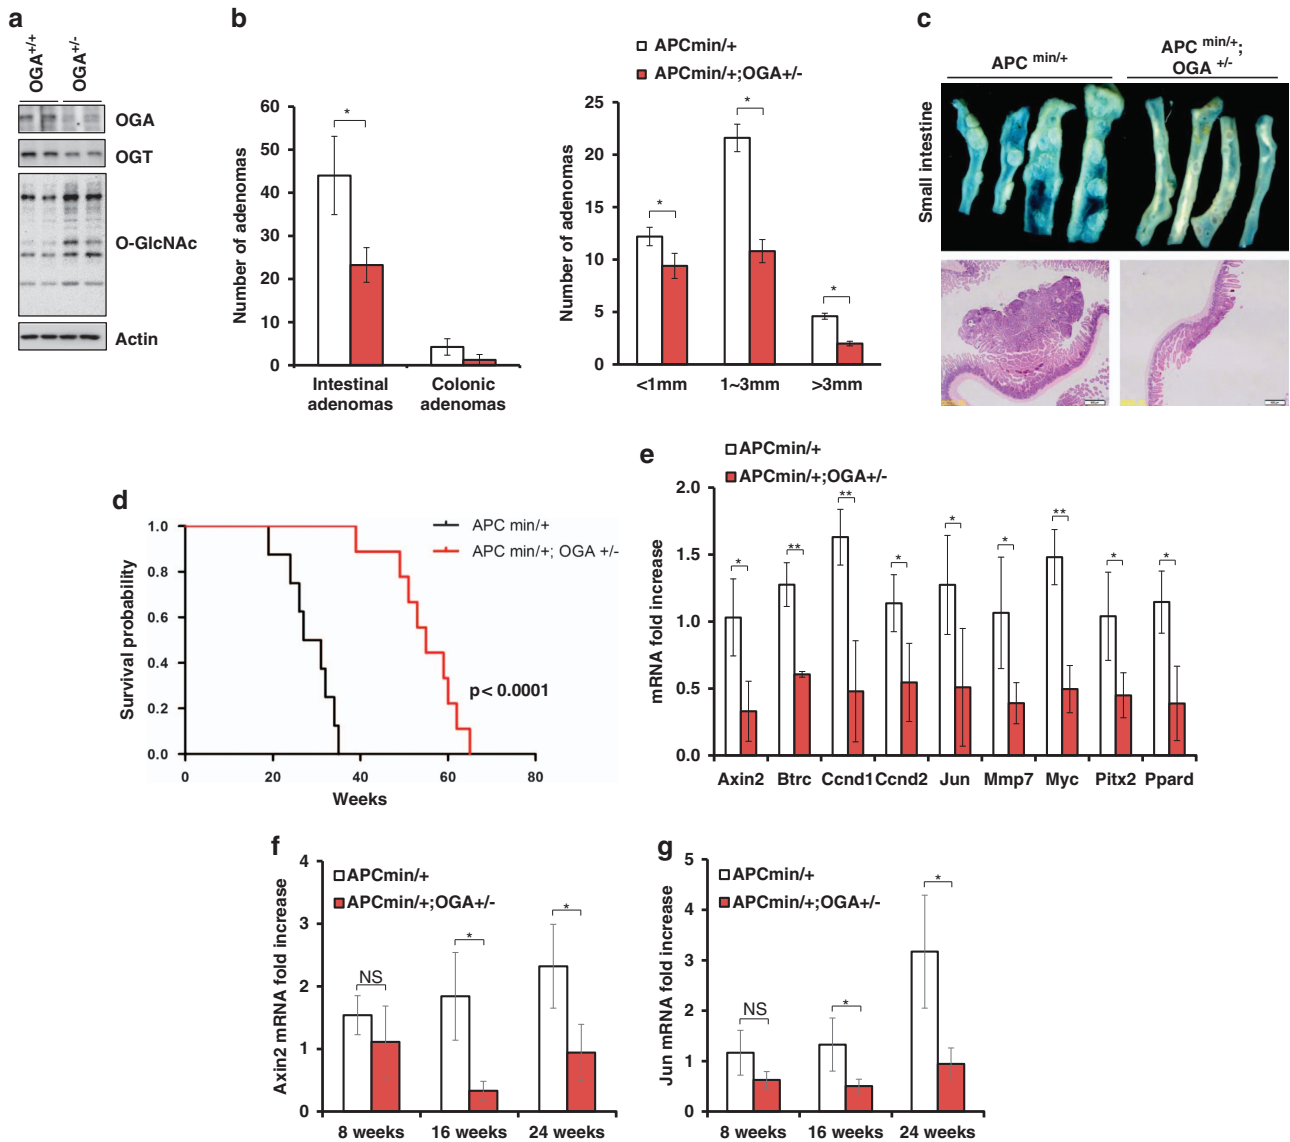 a
OGA+/+
OGA+/-
OGA
OGT
O-GlcNAc
Actin
b
Number of adenomas
60
50
40
30
20
10
0
Intestinal
adenomas
Colonic
adenomas
*
APCmin/+
APCmin/+;OGA+/-
Number of adenomas
25
20
15
10
5
0
<1mm
1~3mm
>3mm
*
*
*
c
APC min/+
APC min/+;
OGA +/-
Small intestine
d
Survival probability
1.0
0.8
0.6
0.4
0.2
0.0
0
20
40
60
80
Weeks
APC min/+
APC min/+; OGA +/-
p< 0.0001
e
APCmin/+
APCmin/+;OGA+/-
mRNA fold increase
2.0
1.5
1.0
0.5
0.0
*
**
**
*
*
*
**
*
*
Axin2
Btrc
Ccnd1
Ccnd2
Jun
Mmp7
Myc
Pitx2
Ppard
f
APCmin/+
APCmin/+;OGA+/-
Axin2 mRNA fold increase
4
3
2
1
0
NS
*
*
8 weeks
16 weeks
24 weeks
g
APCmin/+
APCmin/+;OGA+/-
Jun mRNA fold increase
5
4
3
2
1
0
NS
*
*
8 weeks
16 weeks
24 weeks